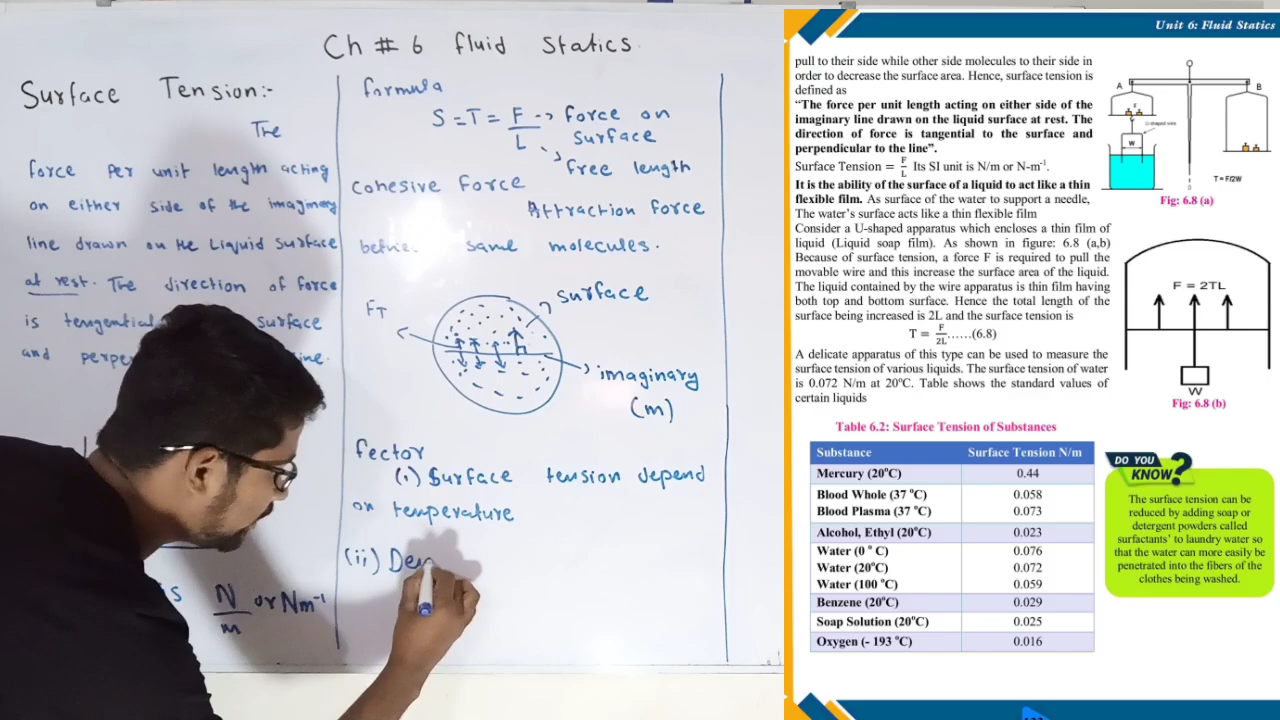 Ch # 6 fluid Statics.
Surface Tension:-
The
force Per unit length acting
on either side of the imaginery
line drawn on the Liquid Surface
at rest. The direction of force
is tengential surface
and
N/m or Nm⁻¹
formula
S = T = F/L
force on
surface
free length
Cohesive Force
Attraction force
same molecules.
FT
surface
imaginary
(m)
fector
(i) Surface tension depend
on temperature
(ii) Den
Unit 6: Fluid Statics
pull to their side while other side molecules to their side in
order to decrease the surface area. Hence, surface tension is
defined as
“The force per unit length acting on either side of the
imaginary line drawn on the liquid surface at rest. The
direction of force is tangential to the surface and
perpendicular to the line”.
Surface Tension = F/L Its SI unit is N/m or N-m⁻¹.
It is the ability of the surface of a liquid to act like a thin
flexible film. As surface of the water to support a needle,
The water’s surface acts like a thin flexible film
Consider a U-shaped apparatus which encloses a thin film of
liquid (Liquid soap film). As shown in figure: 6.8 (a,b)
Because of surface tension, a force F is required to pull the
movable wire and this increase the surface area of the liquid.
The liquid contained by the wire apparatus is thin film having
both top and bottom surface. Hence the total length of the
surface being increased is 2L and the surface tension is
T = F/2L ......(6.8)
A delicate apparatus of this type can be used to measure the
surface tension of various liquids. The surface tension of water
is 0.072 N/m at 20°C. Table shows the standard values of
certain liquids
A
B
U-shaped wire
W
T = F/2W
Fig: 6.8 (a)
F = 2TL
W
Fig: 6.8 (b)
Table 6.2: Surface Tension of Substances
Substance Surface Tension N/m
Mercury (20°C) 0.44
Blood Whole (37 °C) 0.058
Blood Plasma (37 °C) 0.073
Alcohol, Ethyl (20°C) 0.023
Water (0 ° C) 0.076
Water (20°C) 0.072
Water (100 °C) 0.059
Benzene (20°C) 0.029
Soap Solution (20°C) 0.025
Oxygen (- 193 °C) 0.016
DO YOU
KNOW?
The surface tension can be
reduced by adding soap or
detergent powders called
surfactants’ to laundry water so
that the water can more easily be
penetrated into the fibers of the
clothes being washed.